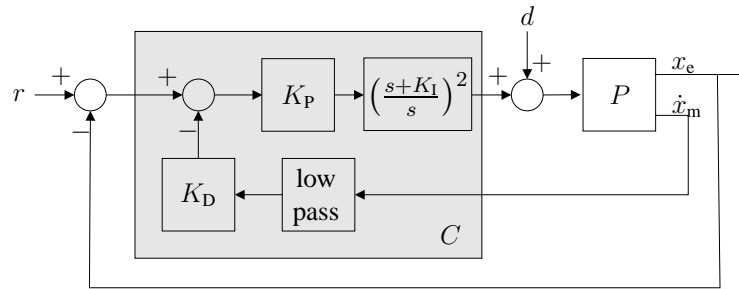 d
+ + + + x_e
r K_P (s+K_I / s)^2 P
− − ẋ_m
K_D low pass
C